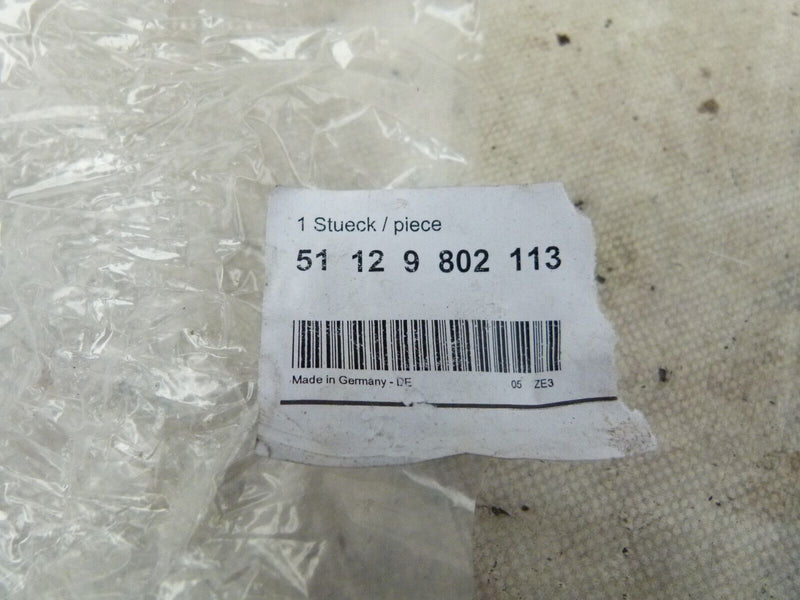 1 Stueck / piece
51 12 9 802 113
Made in Germany - DE 05 ZE3